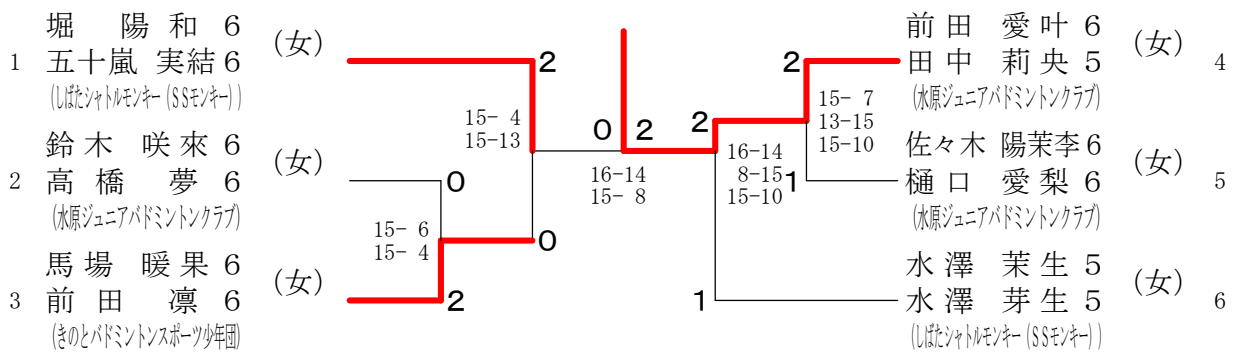 堀 陽 和 6
1 五十嵐 実結 6 (女)
(しばたシャトルモンキー(SSモンキー))
鈴 木 咲 來 6
2 高 橋 夢 6 (女)
(水原ジュニアバドミントンクラブ)
馬 場 暖 果 6
3 前 田 凛 6 (女)
(きのとバドミントンスポーツ少年団)
2
15- 4
15-13
0
15- 6
15- 4
0
2
0 2
16-14
15- 8
2
15- 7
13-15
15-10
2
16-14
8-15
15-10
1
1
前 田 愛 叶 6
田 中 莉 央 5 (女) 4
(水原ジュニアバドミントンクラブ)
佐々木 陽茉李 6
樋 口 愛 梨 6 (女) 5
(水原ジュニアバドミントンクラブ)
水 澤 茉 生 5
水 澤 芽 生 5 (女) 6
(しばたシャトルモンキー(SSモンキー))